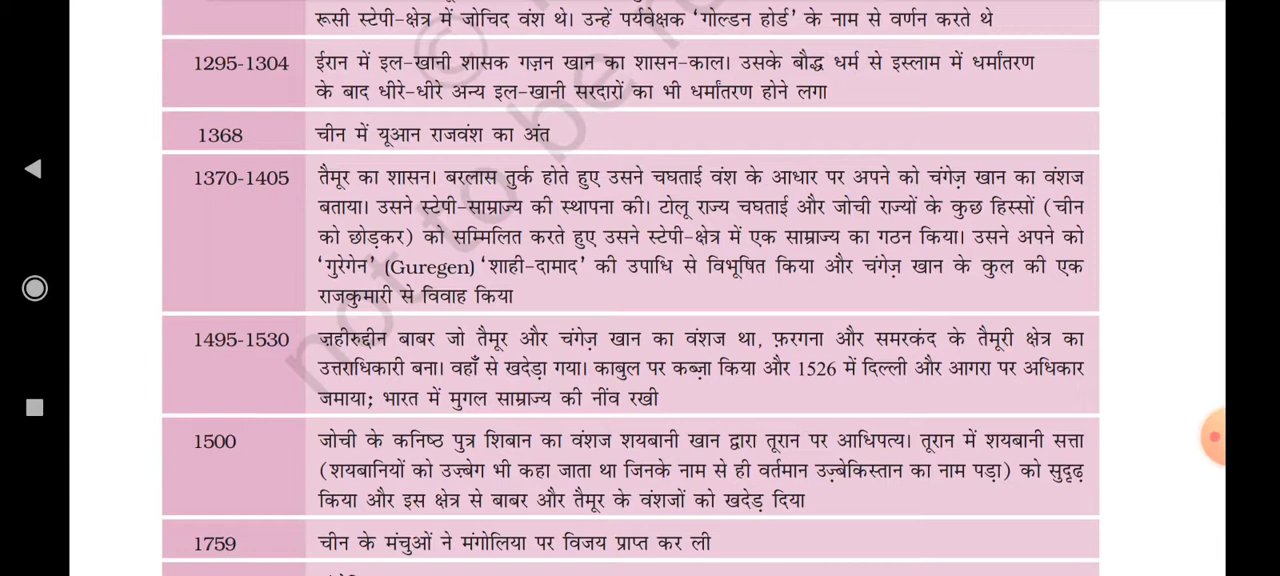 रूसी स्टेपी-क्षेत्र में जोचिद वंश थे। उन्हें पर्यवेक्षक ‘गोल्डन होर्ड’ के नाम से वर्णन करते थे
1295-1304 ईरान में इल-खानी शासक गज़न खान का शासन-काल। उसके बौद्ध धर्म से इस्लाम में धर्मांतरण
के बाद धीरे-धीरे अन्य इल-खानी सरदारों का भी धर्मांतरण होने लगा
1368 चीन में यूआन राजवंश का अंत
1370-1405 तैमूर का शासन। बरलास तुर्क होते हुए उसने चघताई वंश के आधार पर अपने को चंगेज़ खान का वंशज
बताया। उसने स्टेपी-साम्राज्य की स्थापना की। टोलू राज्य चघताई और जोची राज्यों के कुछ हिस्सों (चीन
को छोड़कर) को सम्मिलित करते हुए उसने स्टेपी-क्षेत्र में एक साम्राज्य का गठन किया। उसने अपने को
‘गुरेगेन’ (Guregen) ‘शाही-दामाद’ की उपाधि से विभूषित किया और चंगेज़ खान के कुल की एक
राजकुमारी से विवाह किया
1495-1530 ज़हीरुद्दीन बाबर जो तैमूर और चंगेज़ खान का वंशज था, फ़रगना और समरकंद के तैमूरी क्षेत्र का
उत्तराधिकारी बना। वहाँ से खदेड़ा गया। काबुल पर कब्ज़ा किया और 1526 में दिल्ली और आगरा पर अधिकार
जमाया; भारत में मुगल साम्राज्य की नींव रखी
1500 जोची के कनिष्ठ पुत्र शिबान का वंशज शयबानी खान द्वारा तूरान पर आधिपत्य। तूरान में शयबानी सत्ता
(शयबानियों को उज़्बेग भी कहा जाता था जिनके नाम से ही वर्तमान उज़्बेकिस्तान का नाम पड़ा) को सुदृढ़
किया और इस क्षेत्र से बाबर और तैमूर के वंशजों को खदेड़ दिया
1759 चीन के मंचुओं ने मंगोलिया पर विजय प्राप्त कर ली
© not to be re